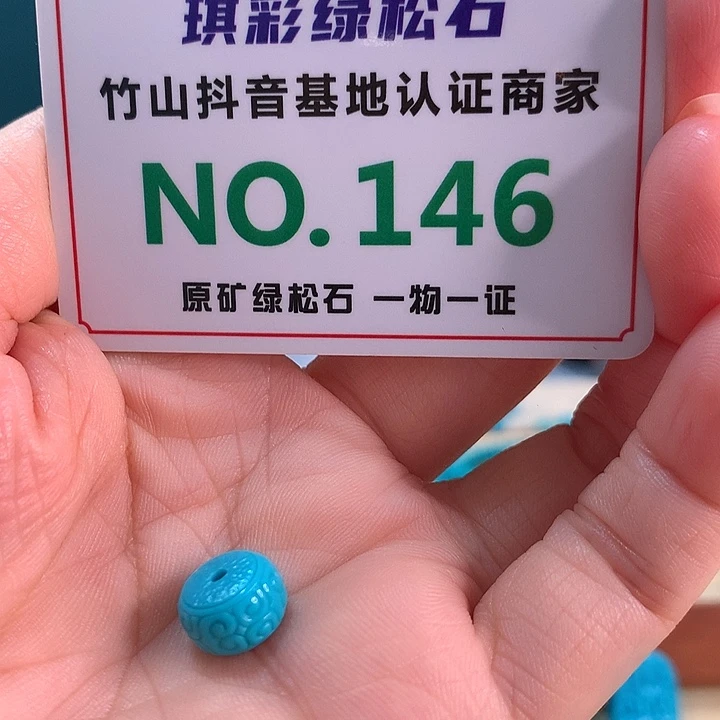 琪彩绿松石
竹山抖音基地认证商家
NO.146
原矿绿松石 一物一证